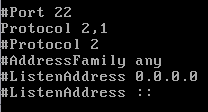 #Port 22
Protocol 2,1
#Protocol 2
#AddressFamily any
#ListenAddress 0.0.0.0
#ListenAddress ::